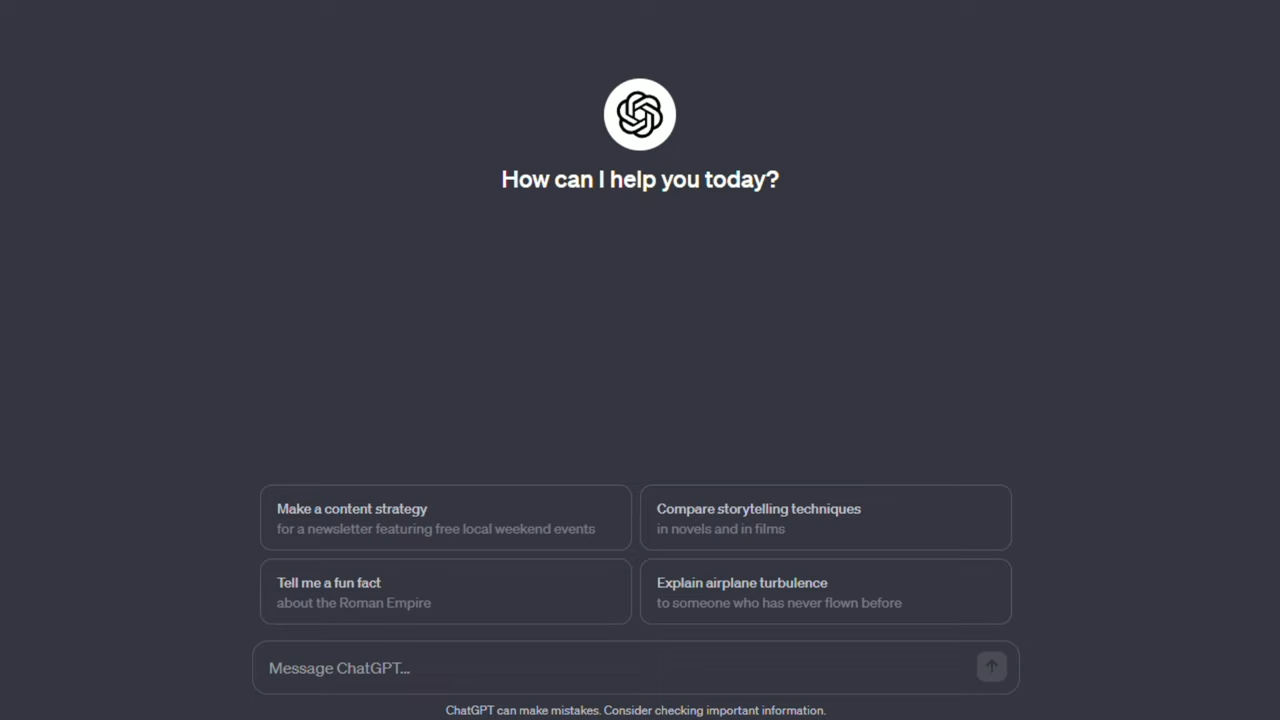 How can I help you today?
Make a content strategy
for a newsletter featuring free local weekend events
Compare storytelling techniques
in novels and in films
Tell me a fun fact
about the Roman Empire
Explain airplane turbulence
to someone who has never flown before
Message ChatGPT...
ChatGPT can make mistakes. Consider checking important information.